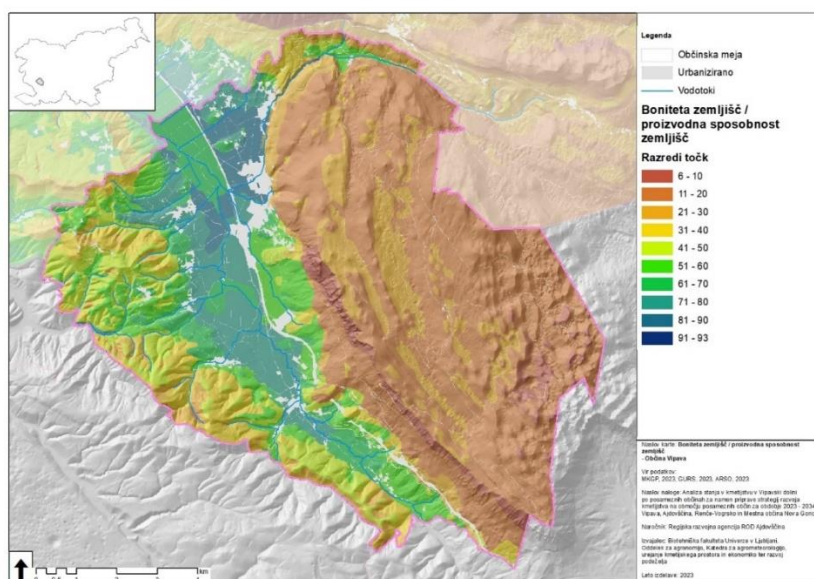 Legenda
Občinska meja
Urbanizirano
Vodotoki
Boniteta zemljišč /
proizvodna sposobnost
zemljišč
Razredi točk
6 - 10
11 - 20
21 - 30
31 - 40
41 - 50
51 - 60
61 - 70
71 - 80
81 - 90
91 - 93
Naslov karte: Boniteta zemljišč / proizvodna sposobnost
zemljišč
- Občina Vipava
Vir podatkov:
MKGP, 2023, GURS, 2023, ARSO, 2023
Naslov naloge: Analiza stanja v kmetijstvu v Vipavski dolini
po posameznih občinah za namen priprave strategij razvoja
kmetijstva na območju posameznih občin za obdobje 2023 - 2034
Vipava, Ajdovščina, Renče-Vogrsko in Mestna občina Nova Gorica
Naročnik: Regijska razvojna agencija ROD Ajdovščina
Izvajalec: Biotehniška fakulteta Univerze v Ljubljani,
Oddelek za agronomijo, Katedra za agrometeorologijo,
urejanje kmetijskega prostora in ekonomiko ter razvoj
podeželja
Leto izdelave: 2023
km